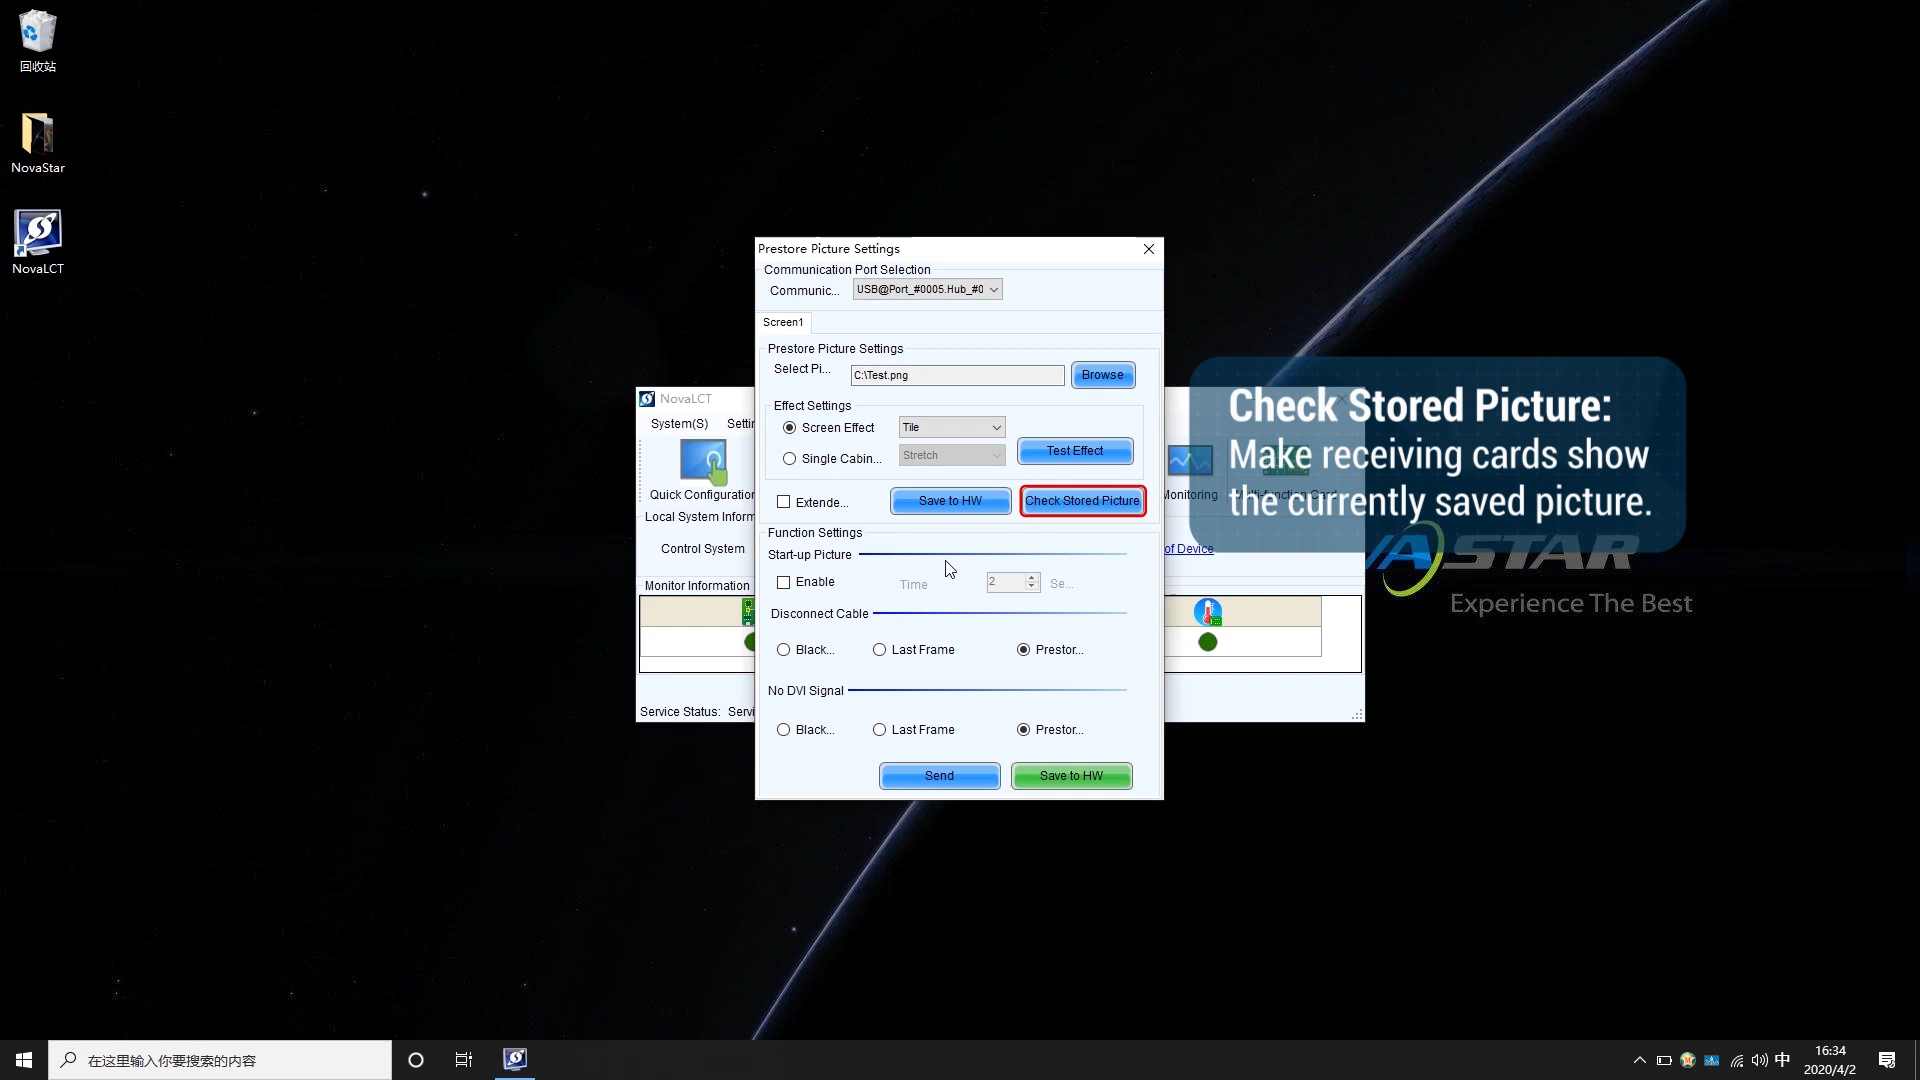 回收站
NovaStar
NovaLCT
Prestore Picture Settings
Communication Port Selection
Communic... USB@Port_#0005.Hub_#0
Screen1
Prestore Picture Settings
Select Pi... C:\Test.png Browse
Effect Settings
Screen Effect Tile
Single Cabin... Stretch
Test Effect
Extende... Save to HW Check Stored Picture
Function Settings
Start-up Picture
Enable Time 2 Se...
Disconnect Cable
Black... Last Frame Prestor...
No DVI Signal
Black... Last Frame Prestor...
Send Save to HW
NovaLCT
System(S)
Quick Configuration
Local System Inform
Control System
of Device
Monitor Information
Service Status:
Check Stored Picture:
Make receiving cards show
the currently saved picture.
ASTAR
Experience The Best
在这里输入你要搜索的内容
中
16:34
2020/4/2